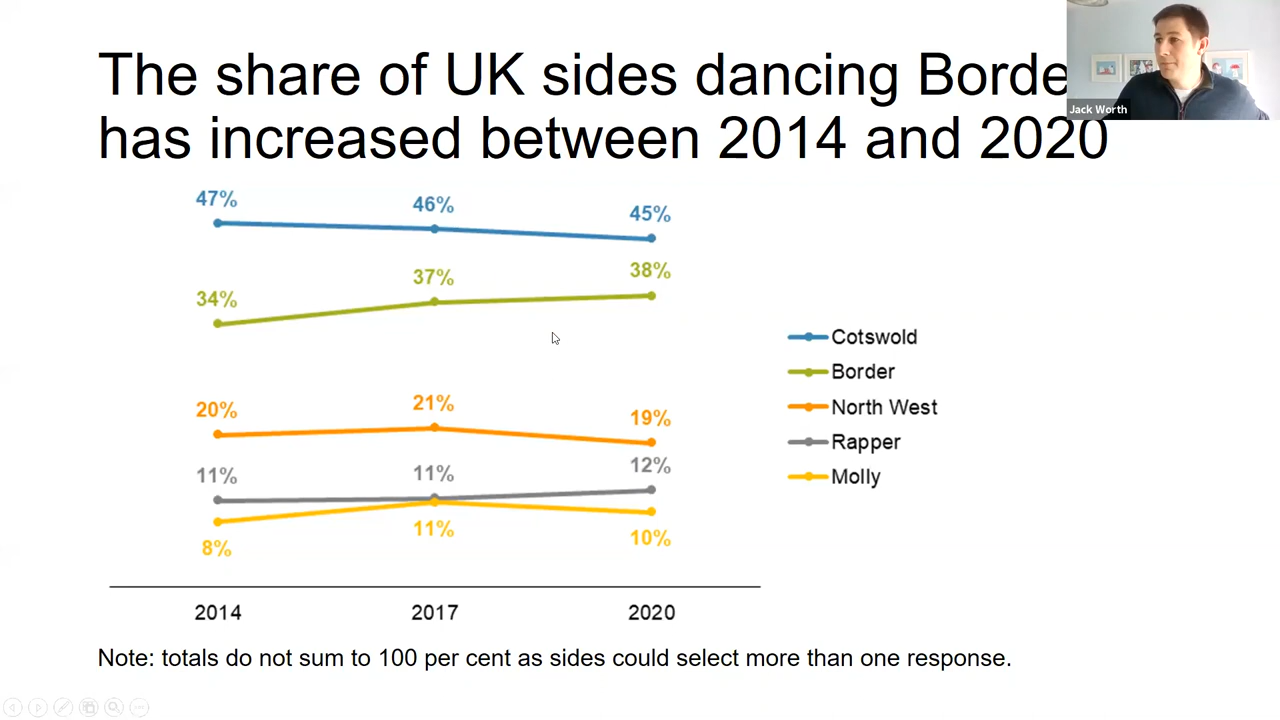 The share of UK sides dancing Borde
has increased between 2014 and 2020
Jack Worth
47%
46%
45%
34%
37%
38%
20%
21%
19%
11%
11%
12%
8%
11%
10%
Cotswold
Border
North West
Rapper
Molly
2014
2017
2020
Note: totals do not sum to 100 per cent as sides could select more than one response.